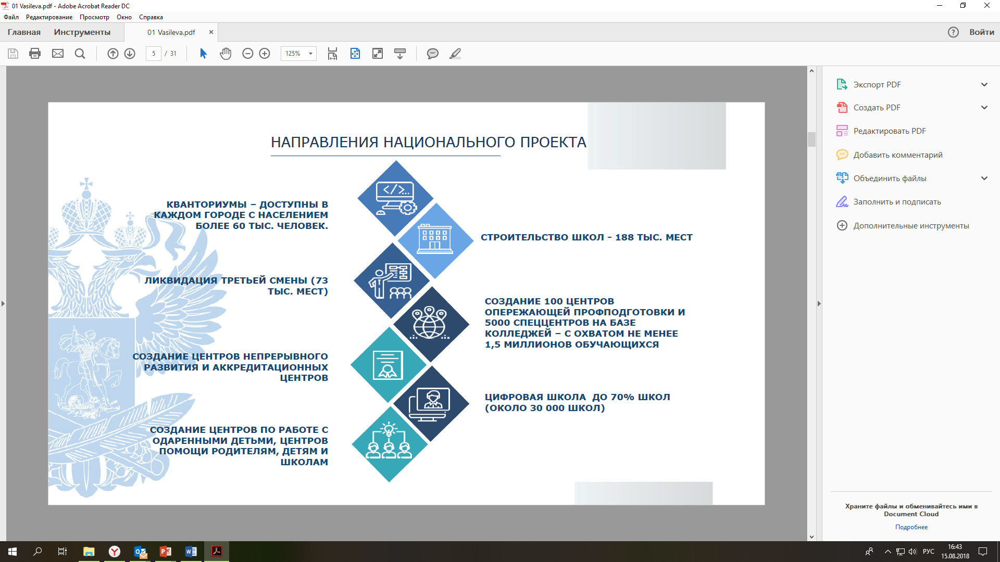 01 Vasileva.pdf - Adobe Acrobat Reader DC
Файл Редактирование Просмотр Окно Справка
Главная Инструменты 01 Vasileva.pdf × ? Войти
5 / 31 125%
НАПРАВЛЕНИЯ НАЦИОНАЛЬНОГО ПРОЕКТА
КВАНТОРИУМЫ – ДОСТУПНЫ В
КАЖДОМ ГОРОДЕ С НАСЕЛЕНИЕМ
БОЛЕЕ 60 ТЫС. ЧЕЛОВЕК.
</>...
СТРОИТЕЛЬСТВО ШКОЛ - 188 ТЫС. МЕСТ
ЛИКВИДАЦИЯ ТРЕТЬЕЙ СМЕНЫ (73
ТЫС. МЕСТ)
СОЗДАНИЕ 100 ЦЕНТРОВ
ОПЕРЕЖАЮЩЕЙ ПРОФПОДГОТОВКИ И
5000 СПЕЦЦЕНТРОВ НА БАЗЕ
КОЛЛЕДЖЕЙ – С ОХВАТОМ НЕ МЕНЕЕ
1,5 МИЛЛИОНОВ ОБУЧАЮЩИХСЯ
СОЗДАНИЕ ЦЕНТРОВ НЕПРЕРЫВНОГО
РАЗВИТИЯ И АККРЕДИТАЦИОННЫХ
ЦЕНТРОВ
ЦИФРОВАЯ ШКОЛА ДО 70% ШКОЛ
(ОКОЛО 30 000 ШКОЛ)
СОЗДАНИЕ ЦЕНТРОВ ПО РАБОТЕ С
ОДАРЕННЫМИ ДЕТЬМИ, ЦЕНТРОВ
ПОМОЩИ РОДИТЕЛЯМ, ДЕТЯМ И
ШКОЛАМ
Экспорт PDF
Создать PDF
Редактировать PDF
Добавить комментарий
Объединить файлы
Заполнить и подписать
Дополнительные инструменты
Храните файлы и обменивайтесь ими в
Document Cloud
Подробнее
РУС
16:43
15.08.2018